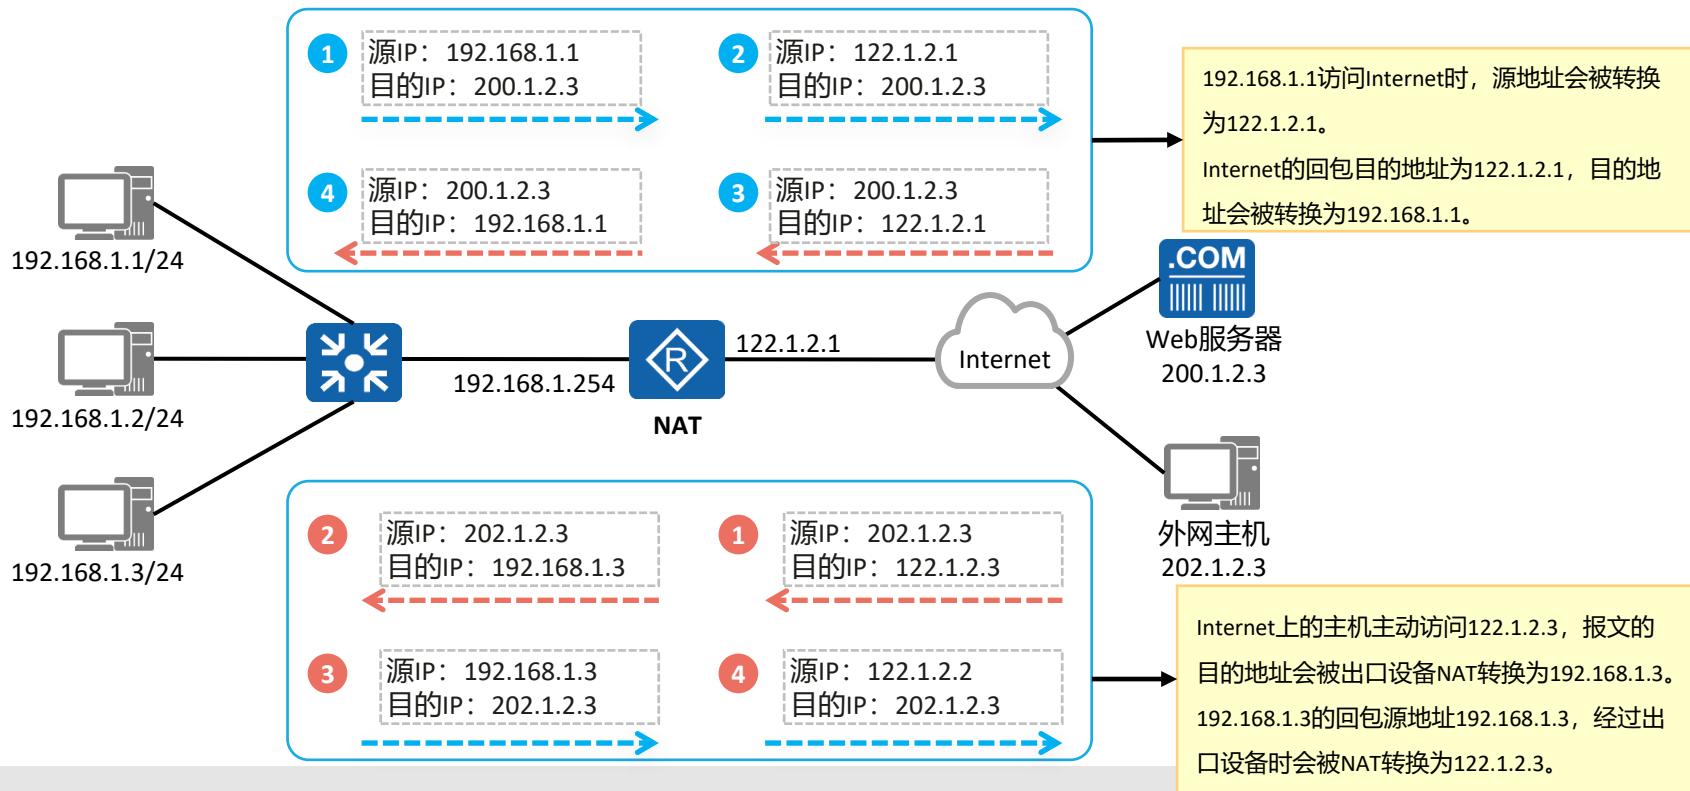 1
源IP：192.168.1.1
目的IP：200.1.2.3
2
源IP：122.1.2.1
目的IP：200.1.2.3
4
源IP：200.1.2.3
目的IP：192.168.1.1
3
源IP：200.1.2.3
目的IP：122.1.2.1
192.168.1.1访问Internet时，源地址会被转换
为122.1.2.1。
Internet的回包目的地址为122.1.2.1，目的地
址会被转换为192.168.1.1。
192.168.1.1/24
192.168.1.2/24
192.168.1.3/24
192.168.1.254
R
NAT
122.1.2.1
Internet
.COM
Web服务器
200.1.2.3
外网主机
202.1.2.3
2
源IP：202.1.2.3
目的IP：192.168.1.3
1
源IP：202.1.2.3
目的IP：122.1.2.3
3
源IP：192.168.1.3
目的IP：202.1.2.3
4
源IP：122.1.2.2
目的IP：202.1.2.3
Internet上的主机主动访问122.1.2.3，报文的
目的地址会被出口设备NAT转换为192.168.1.3。
192.168.1.3的回包源地址192.168.1.3，经过出
口设备时会被NAT转换为122.1.2.3。